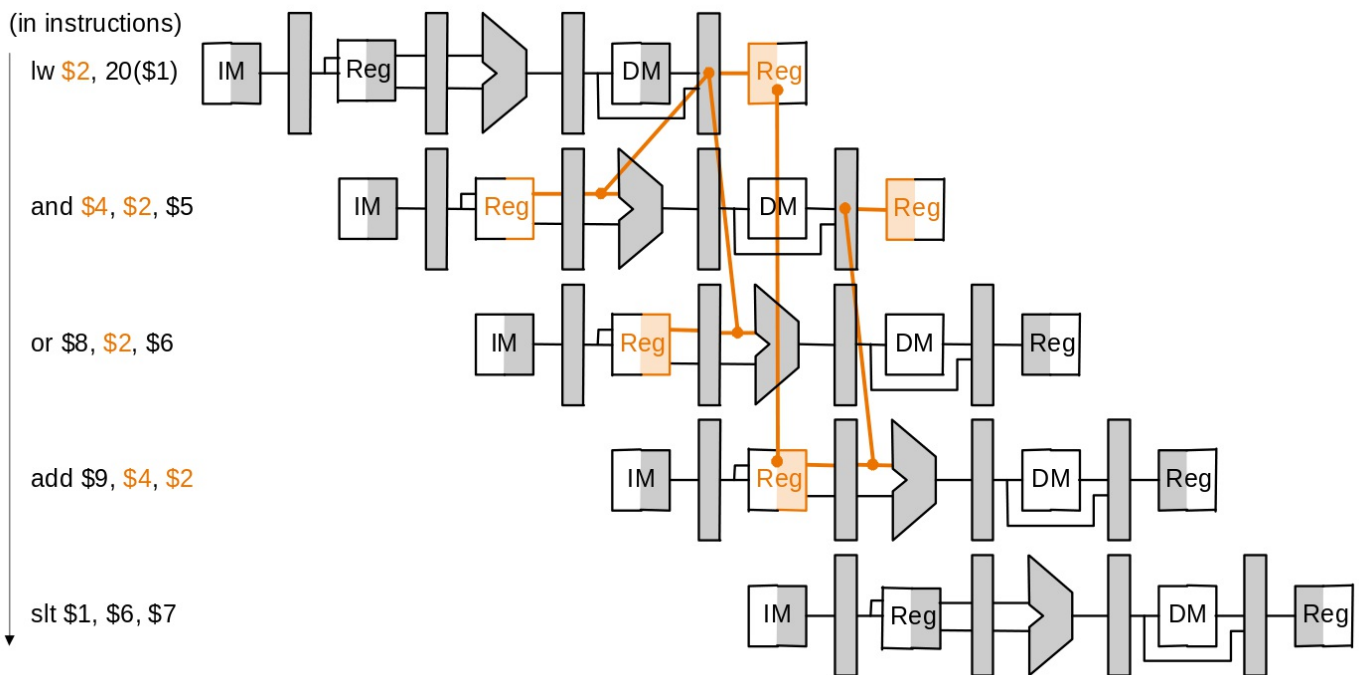 (in instructions)
lw $2, 20($1) IM Reg DM Reg
and $4, $2, $5 IM Reg DM Reg
or $8, $2, $6 IM Reg DM Reg
add $9, $4, $2 IM Reg DM Reg
slt $1, $6, $7 IM Reg DM Reg